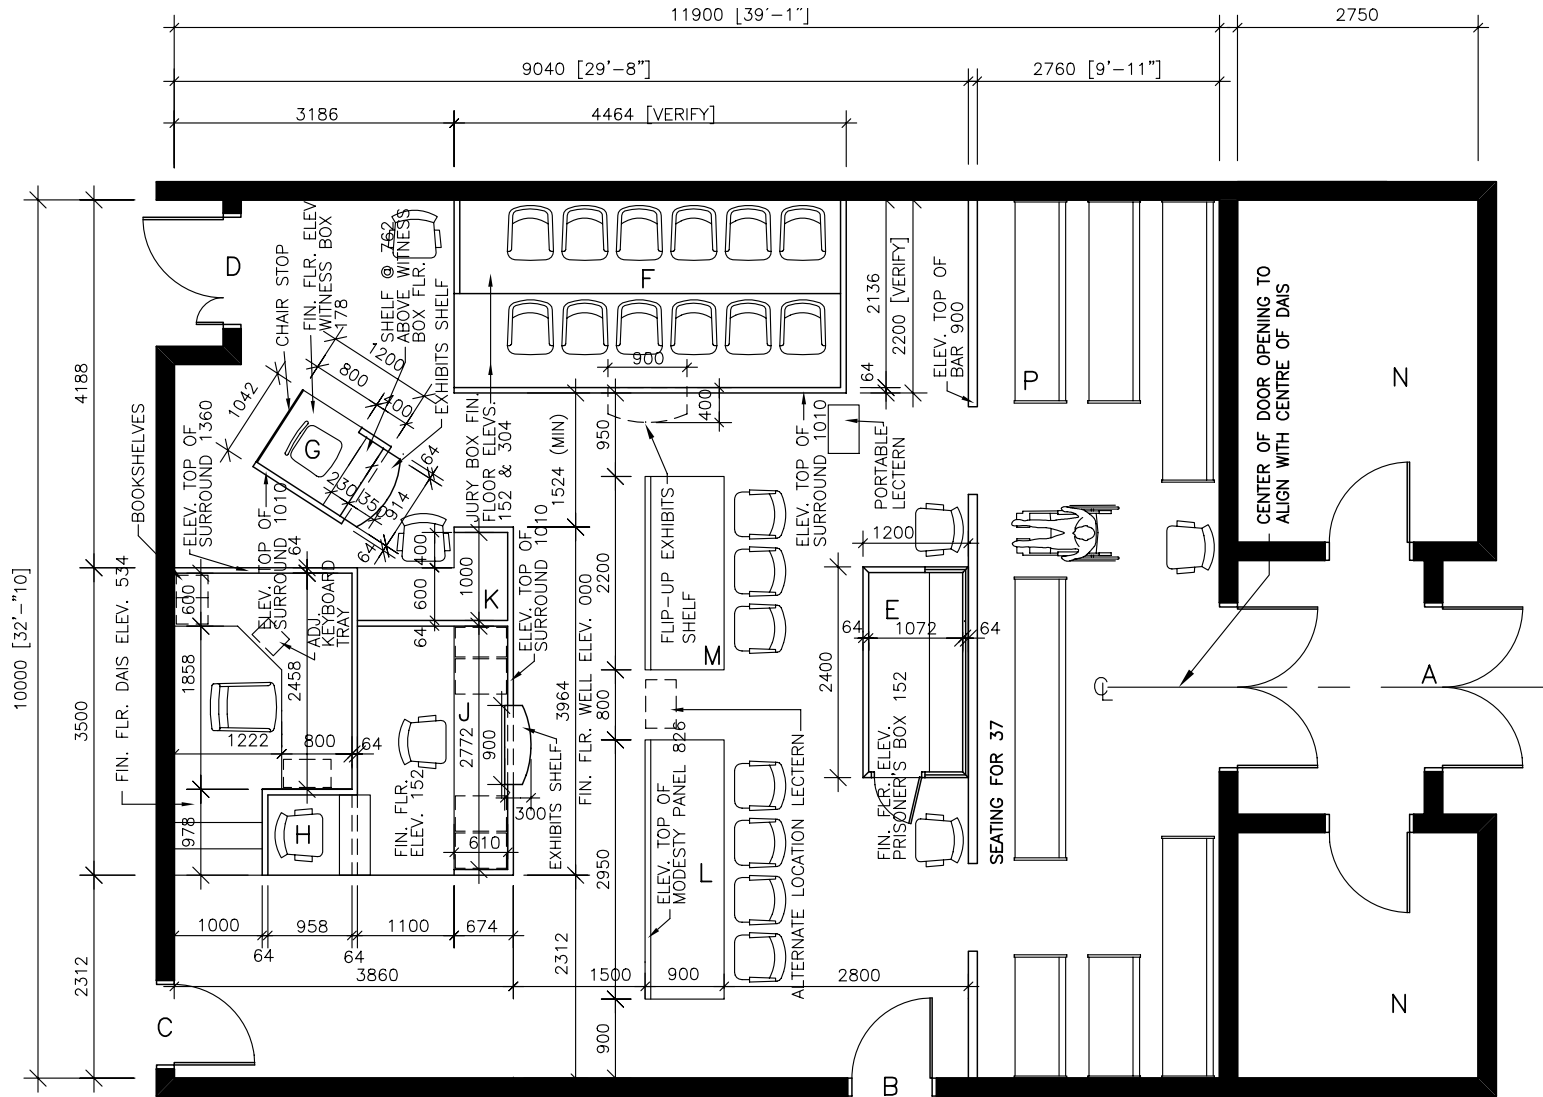 11900 [39'-1"]
2750
9040 [29'-8"]
2760 [9'-11"]
3186
4464 [VERIFY]
10000 [32'-"10]
4188
3500
2312
D
CHAIR STOP
FIN. FLR. ELEV.
WITNESS BOX
178
SHELF @ 762
ABOVE WITNESS
BOX FLR.
EXHIBITS SHELF
1200
800
400
1042
G
230
350
914
64
64
F
900
400
2136
2200 [VERIFY]
64
ELEV. TOP OF
BAR 900
P
CENTER OF DOOR OPENING TO
ALIGN WITH CENTRE OF DAIS
N
BOOKSHELVES
ELEV. TOP OF
SURROUND 1360
ELEV. TOP OF
SURROUND 1010
64
ADJ.
KEYBOARD
TRAY
JURY BOX FIN.
FLOOR ELEVS.
152 & 304
1524 (MIN)
950
ELEV. TOP OF
SURROUND 1010
PORTABLE
LECTERN
FIN. FLR. DAIS ELEV. 534
600
1858
2458
978
1222
800
64
H
400
600
1000
64
K
ELEV. TOP OF
SURROUND 1010
FIN. FLR. WELL ELEV. 000
3964
2200
FLIP-UP EXHIBITS
SHELF
M
800
1200
E
64
1072
64
2400
FIN. FLR. ELEV.
PRISONER'S BOX 152
SEATING FOR 37
CL
A
J
2772
900
300
610
FIN. FLR.
ELEV. 152
EXHIBITS SHELF
2950
ELEV. TOP OF
MODESTY PANEL 826
L
ALTERNATE LOCATION LECTERN
1000
958
1100
674
64
64
3860
2312
1500
900
2800
900
C
B
N